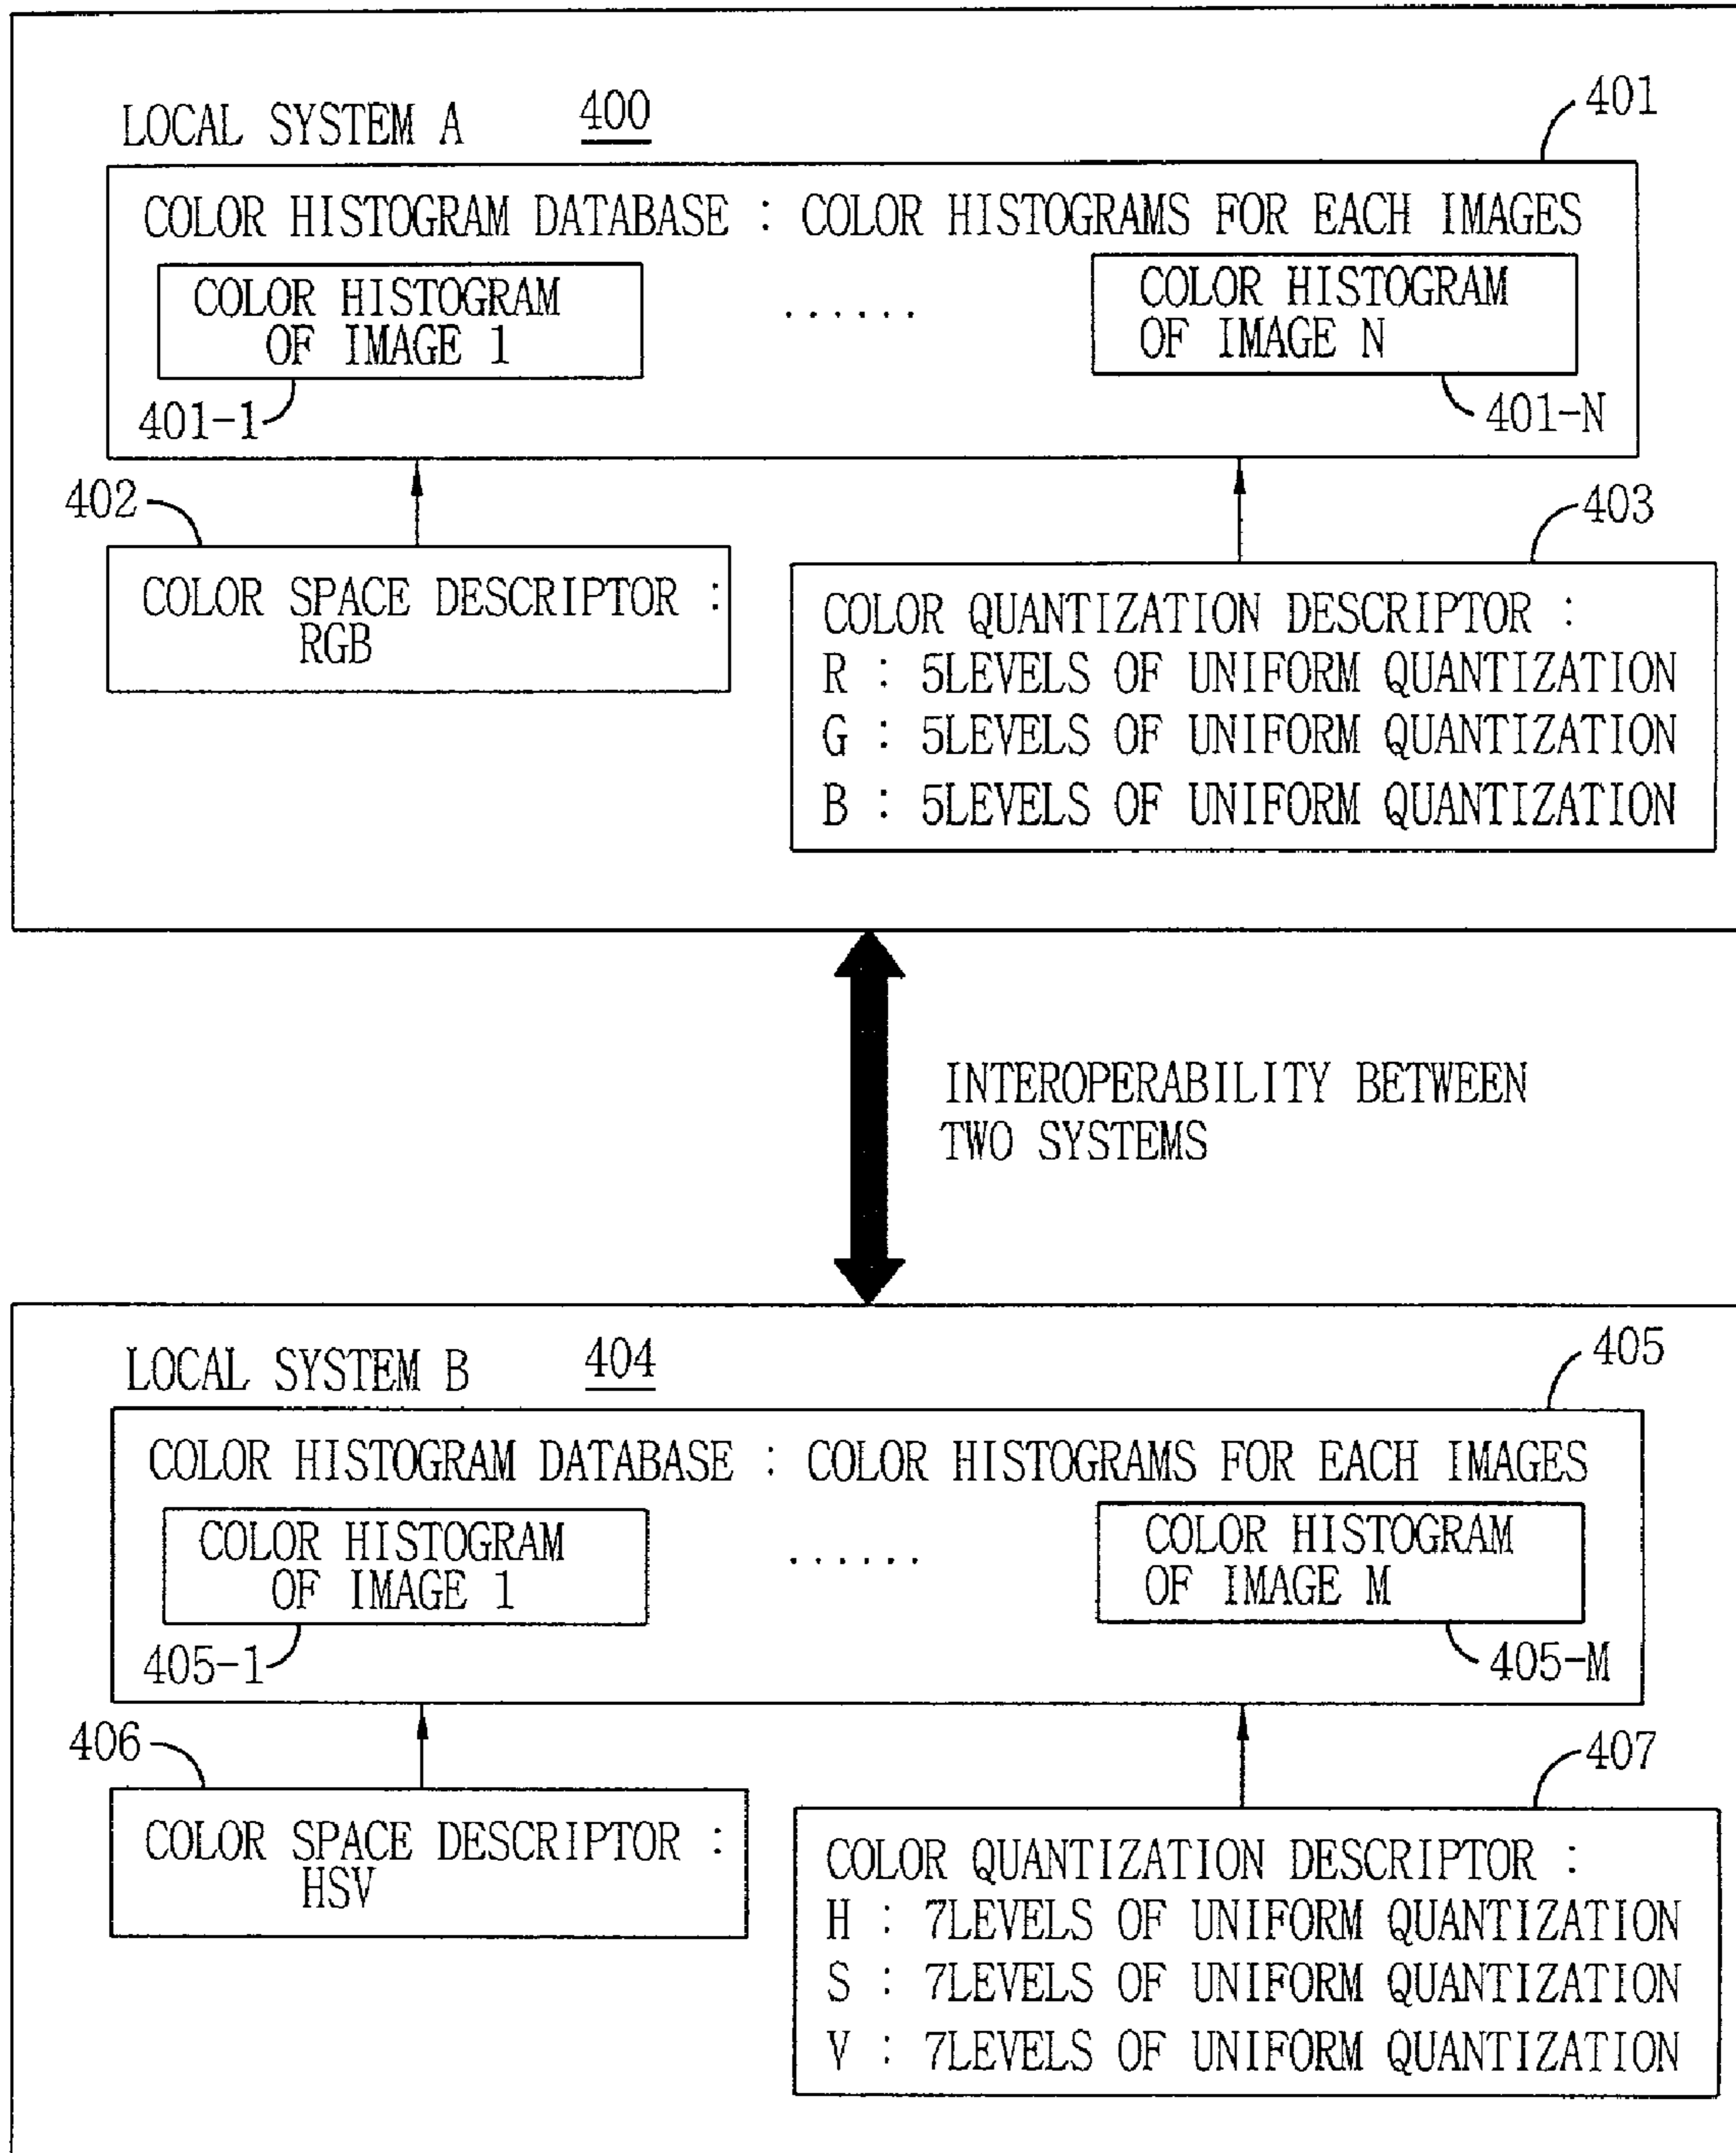 LOCAL SYSTEM A 400
401
COLOR HISTOGRAM DATABASE : COLOR HISTOGRAMS FOR EACH IMAGES
COLOR HISTOGRAM
OF IMAGE 1
......
COLOR HISTOGRAM
OF IMAGE N
401-1
401-N
402
403
COLOR SPACE DESCRIPTOR :
RGB
COLOR QUANTIZATION DESCRIPTOR :
R : 5LEVELS OF UNIFORM QUANTIZATION
G : 5LEVELS OF UNIFORM QUANTIZATION
B : 5LEVELS OF UNIFORM QUANTIZATION
INTEROPERABILITY BETWEEN
TWO SYSTEMS
LOCAL SYSTEM B 404
405
COLOR HISTOGRAM DATABASE : COLOR HISTOGRAMS FOR EACH IMAGES
COLOR HISTOGRAM
OF IMAGE 1
......
COLOR HISTOGRAM
OF IMAGE M
405-1
405-M
406
407
COLOR SPACE DESCRIPTOR :
HSV
COLOR QUANTIZATION DESCRIPTOR :
H : 7LEVELS OF UNIFORM QUANTIZATION
S : 7LEVELS OF UNIFORM QUANTIZATION
V : 7LEVELS OF UNIFORM QUANTIZATION